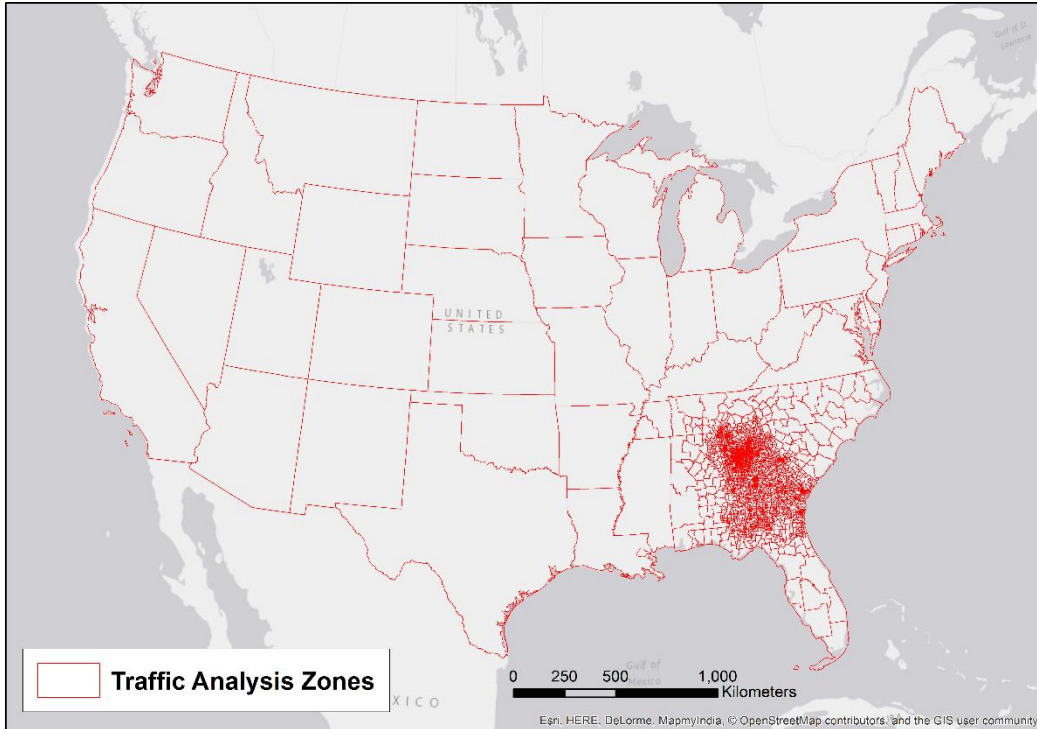 Gulf of St.
Lawrence
UNITED
STATES
Gulf of
Mexico
Traffic Analysis Zones
0 250 500 1,000
Kilometers
XICO
Esri, HERE, DeLorme, MapmyIndia, © OpenStreetMap contributors, and the GIS user community